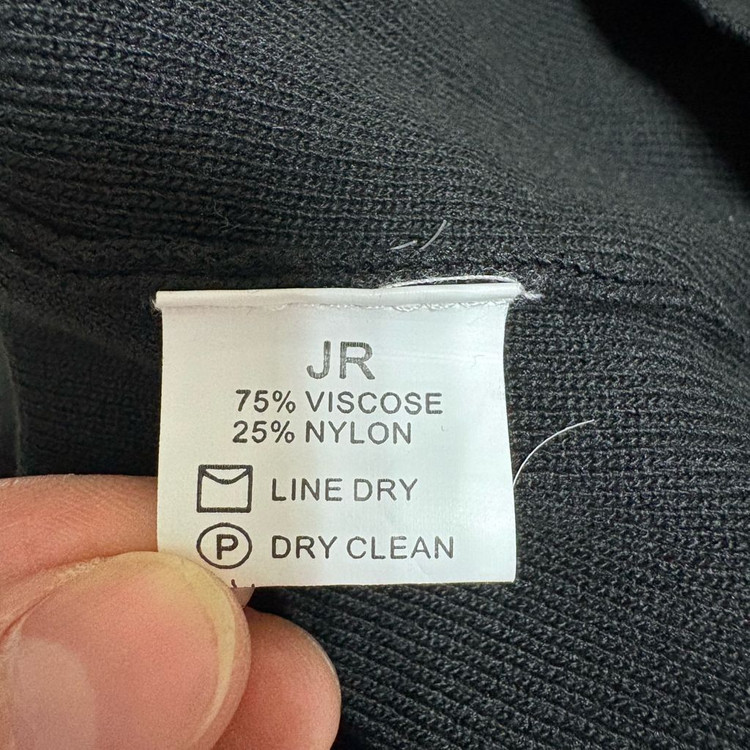 JR
75% VISCOSE
25% NYLON
LINE DRY
P DRY CLEAN